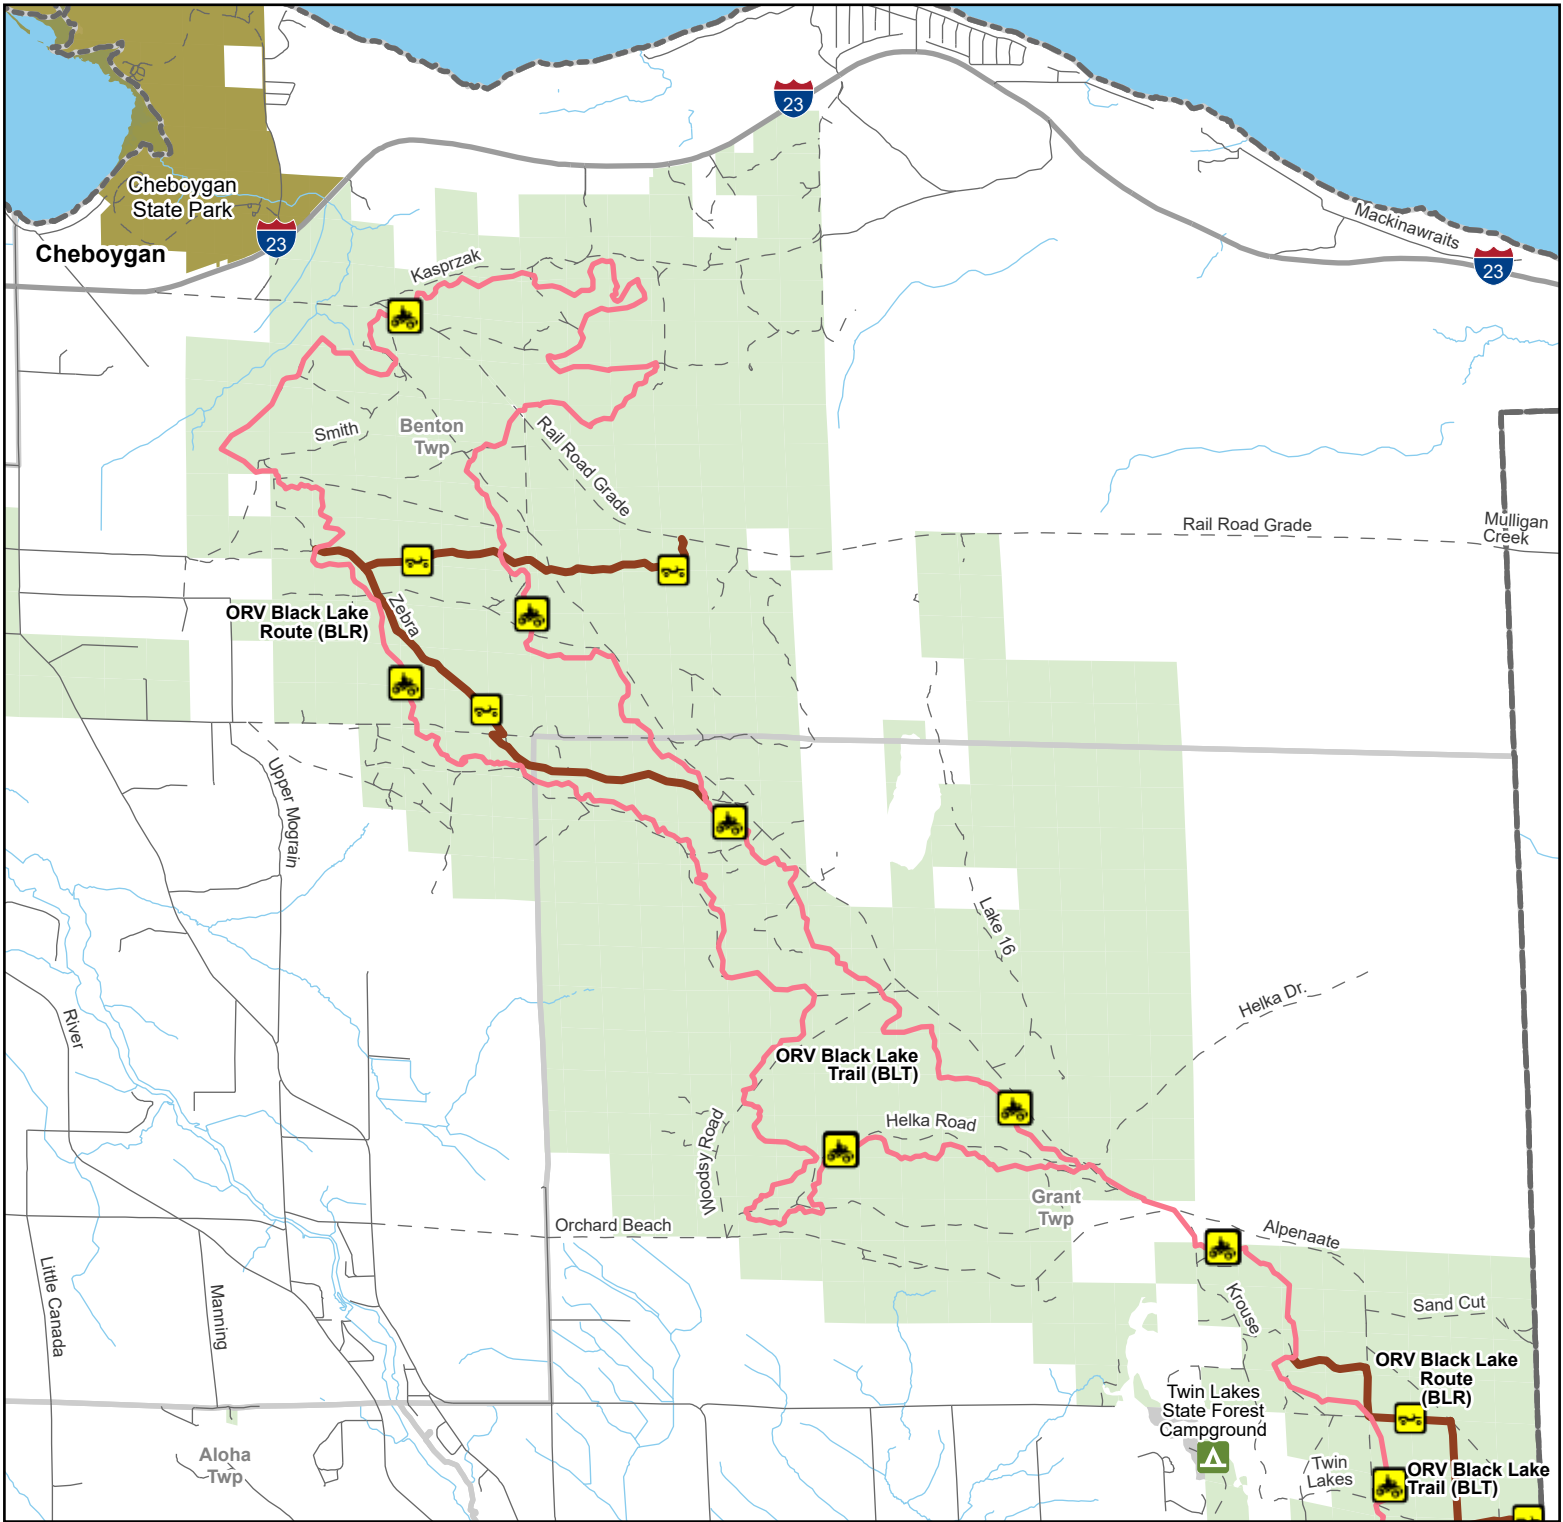 23
Cheboygan
State Park
Mackinawraits
23
Cheboygan
23
Kasprzak
Smith
Benton
Twp
Rail Road Grade
Rail Road Grade
Mulligan
Creek
Zebra
ORV Black Lake
Route (BLR)
Upper Mograin
Lake 16
Helka Dr.
River
ORV Black Lake
Trail (BLT)
Helka Road
Woodsy Road
Grant
Twp
Orchard Beach
Alpenaate
Little Canada
Manning
Krouse
Sand Cut
ORV Black Lake
Route
(BLR)
Twin Lakes
State Forest
Campground
Aloha
Twp
Twin
Lakes
ORV Black Lake
Trail (BLT)